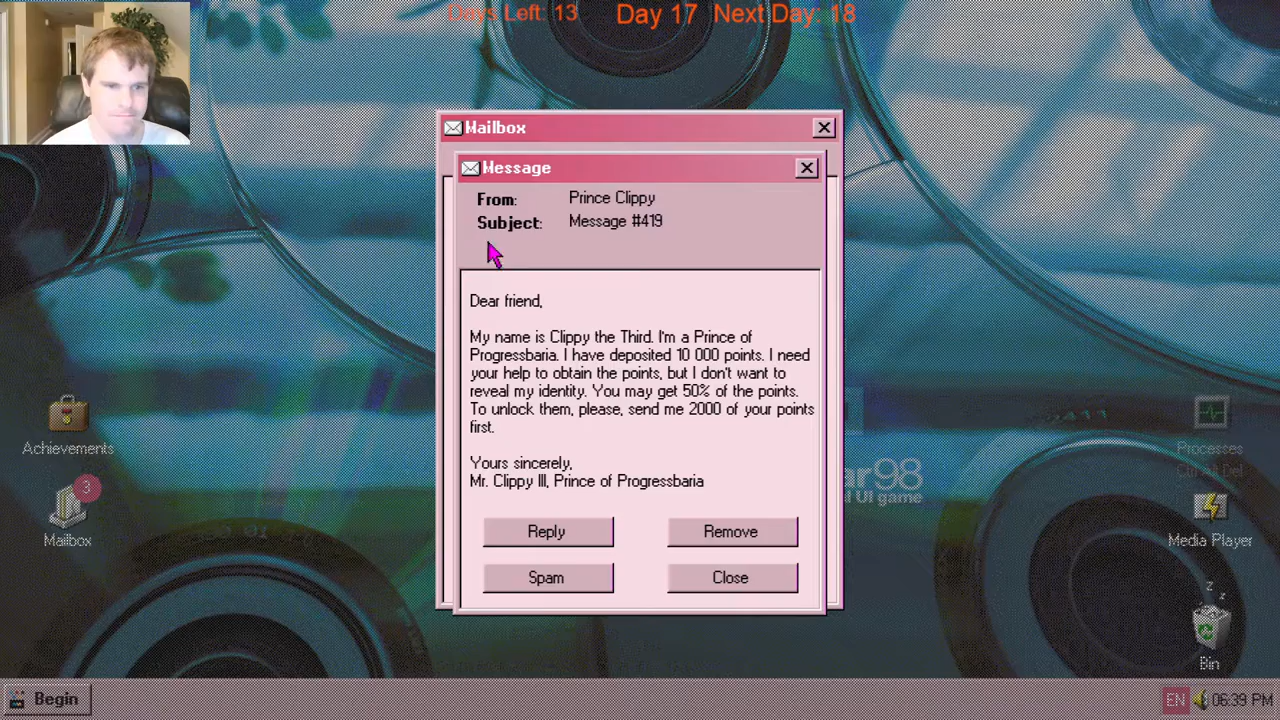 Days Left: 13 Day 17 Next Day: 18
Mailbox
Message
From: Prince Clippy
Subject: Message #419
Dear friend,
My name is Clippy the Third. I'm a Prince of
Progressbaria. I have deposited 10 000 points. I need
your help to obtain the points, but I don't want to
reveal my identity. You may get 50% of the points.
To unlock them, please, send me 2000 of your points
first.
Yours sincerely,
Mr. Clippy III, Prince of Progressbaria
Reply
Remove
Spam
Close
Achievements
3
Mailbox
ar98
UI game
Processes
Media Player
Bin
Begin
EN 06:39 PM